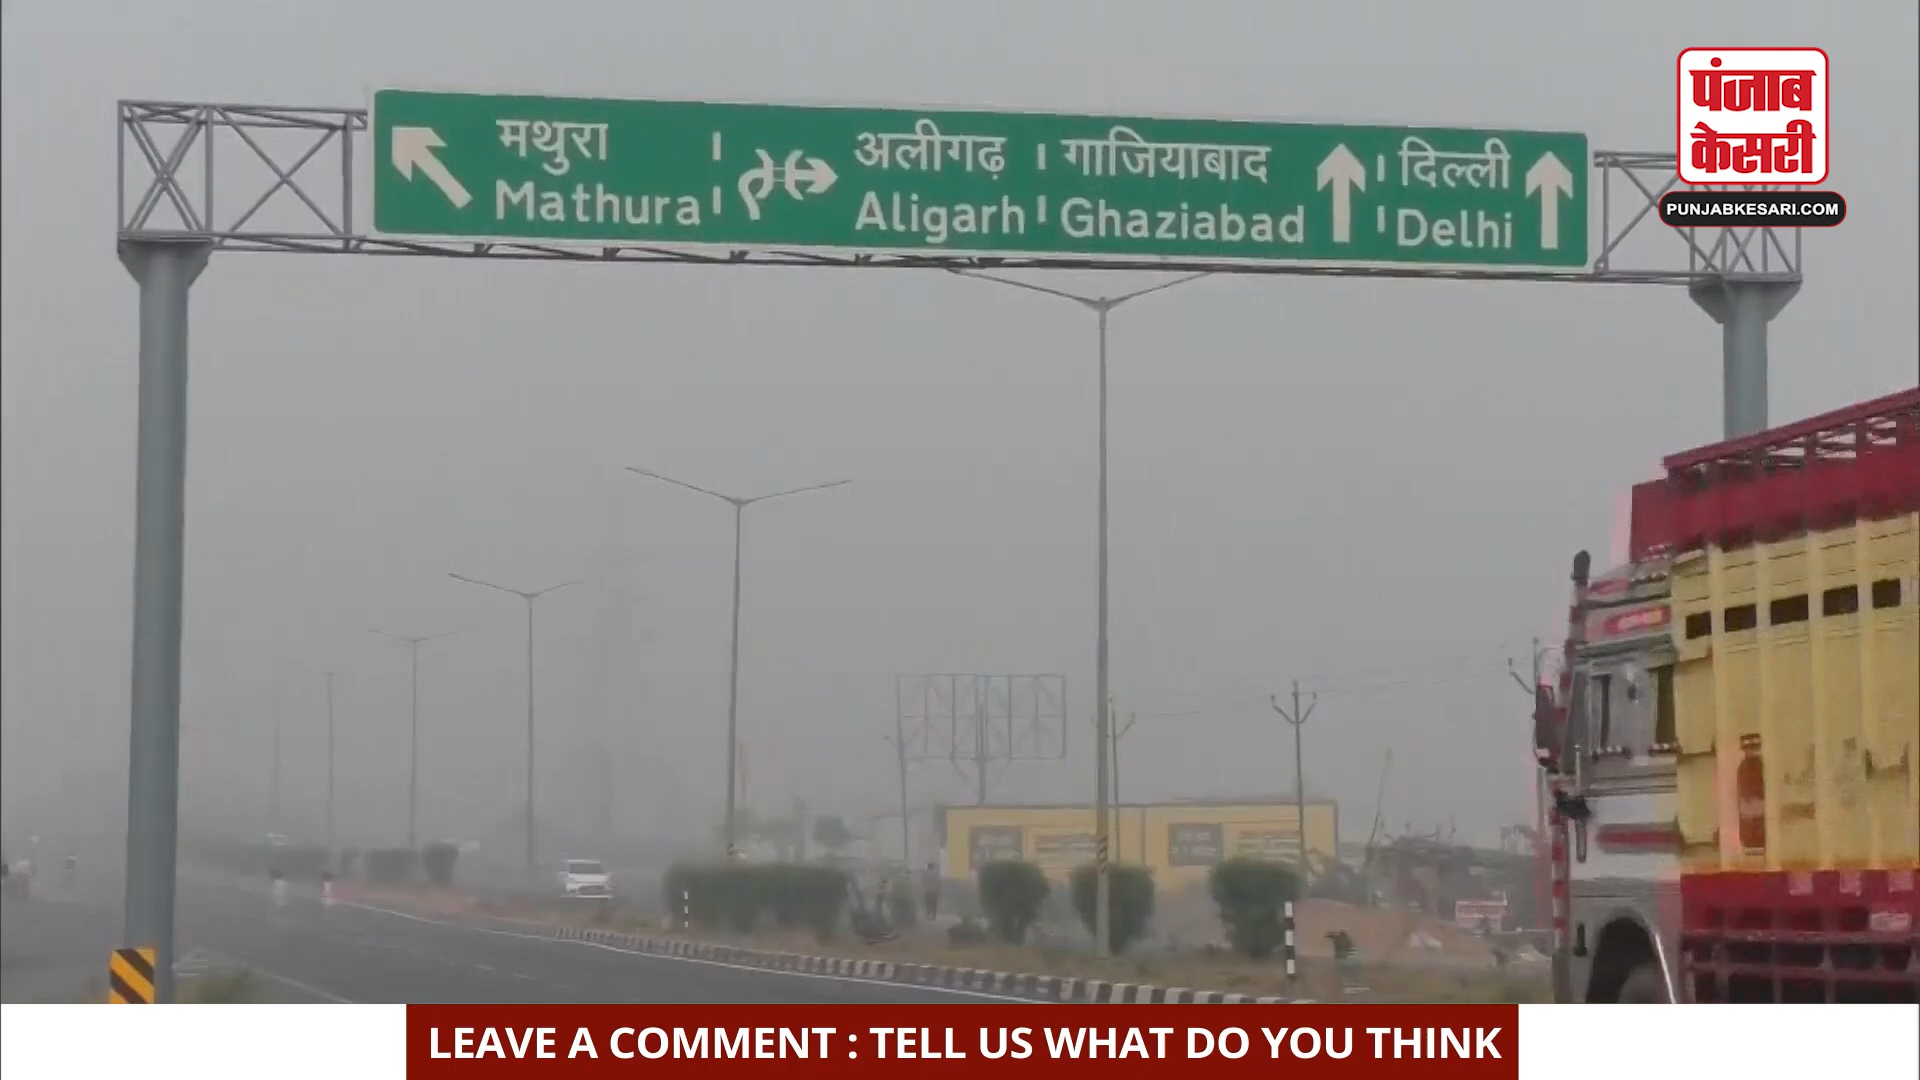 मथुरा
Mathura
अलीगढ़
Aligarh
गाजियाबाद
Ghaziabad
दिल्ली
Delhi
पंजाब
केसरी
PUNJABKESARI.COM
LEAVE A COMMENT : TELL US WHAT DO YOU THINK